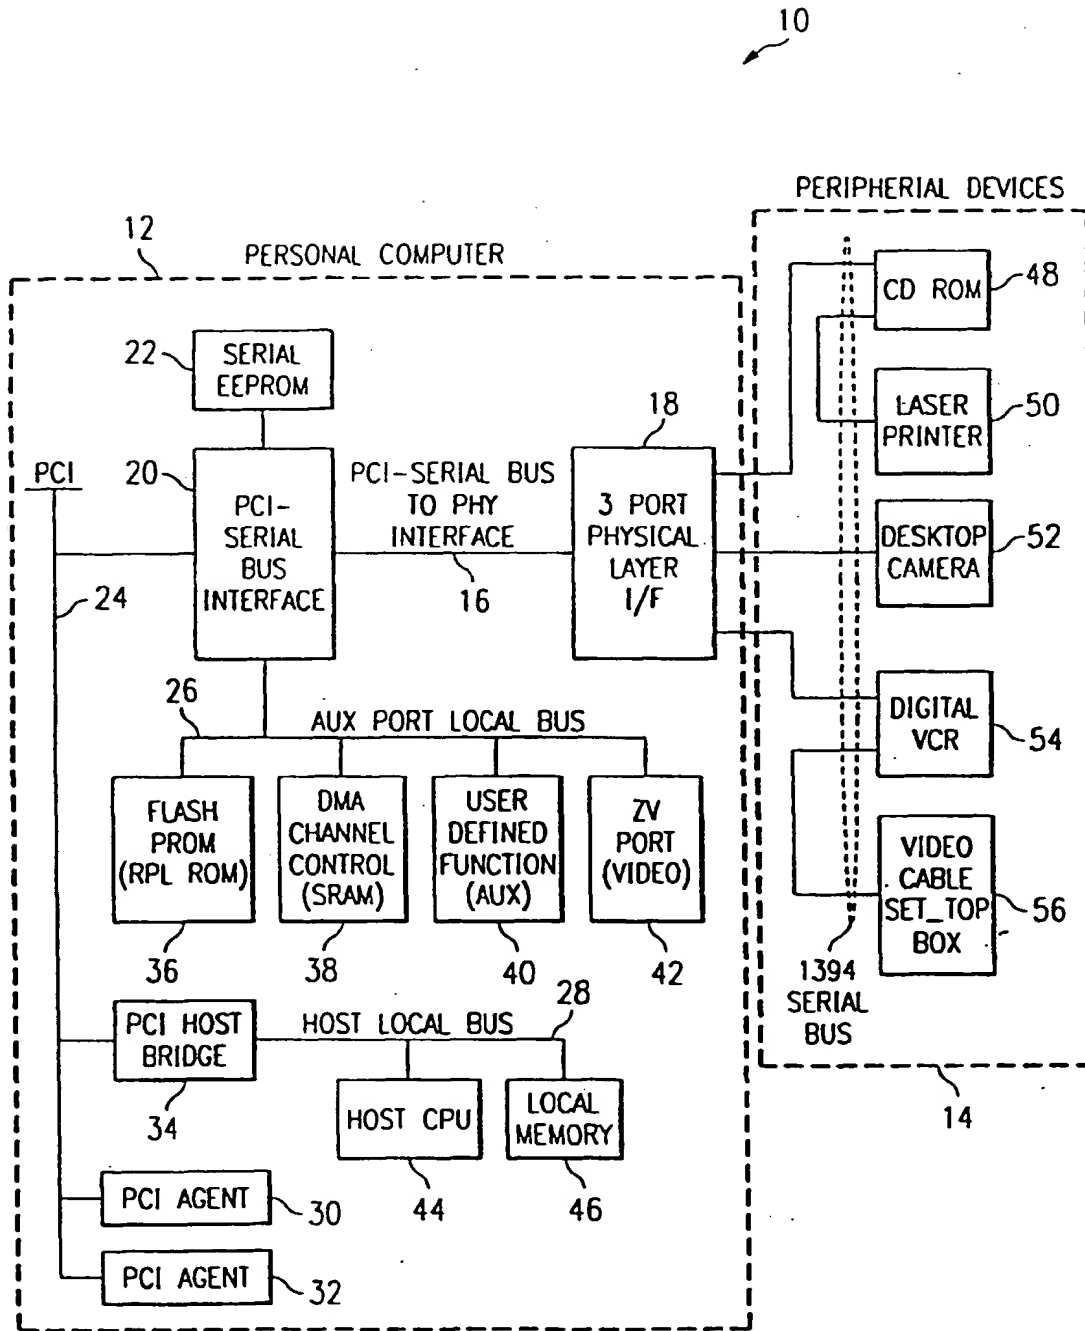 10
PERIPHERIAL DEVICES
12
PERSONAL COMPUTER
CD ROM
48
22
SERIAL
EEPROM
18
LASER
PRINTER
50
PCI
20
PCI-
SERIAL
BUS
INTERFACE
PCI-SERIAL BUS
TO PHY
INTERFACE
16
3 PORT
PHYSICAL
LAYER
I/F
DESKTOP
CAMERA
52
24
26
AUX PORT LOCAL BUS
DIGITAL
VCR
54
FLASH
PROM
(RPL ROM)
DMA
CHANNEL
CONTROL
(SRAM)
USER
DEFINED
FUNCTION
(AUX)
ZV
PORT
(VIDEO)
VIDEO
CABLE
SET_TOP
BOX
56
36
38
40
42
1394
SERIAL
BUS
PCI HOST
BRIDGE
HOST LOCAL BUS
28
34
HOST CPU
LOCAL
MEMORY
14
44
46
PCI AGENT
30
PCI AGENT
32